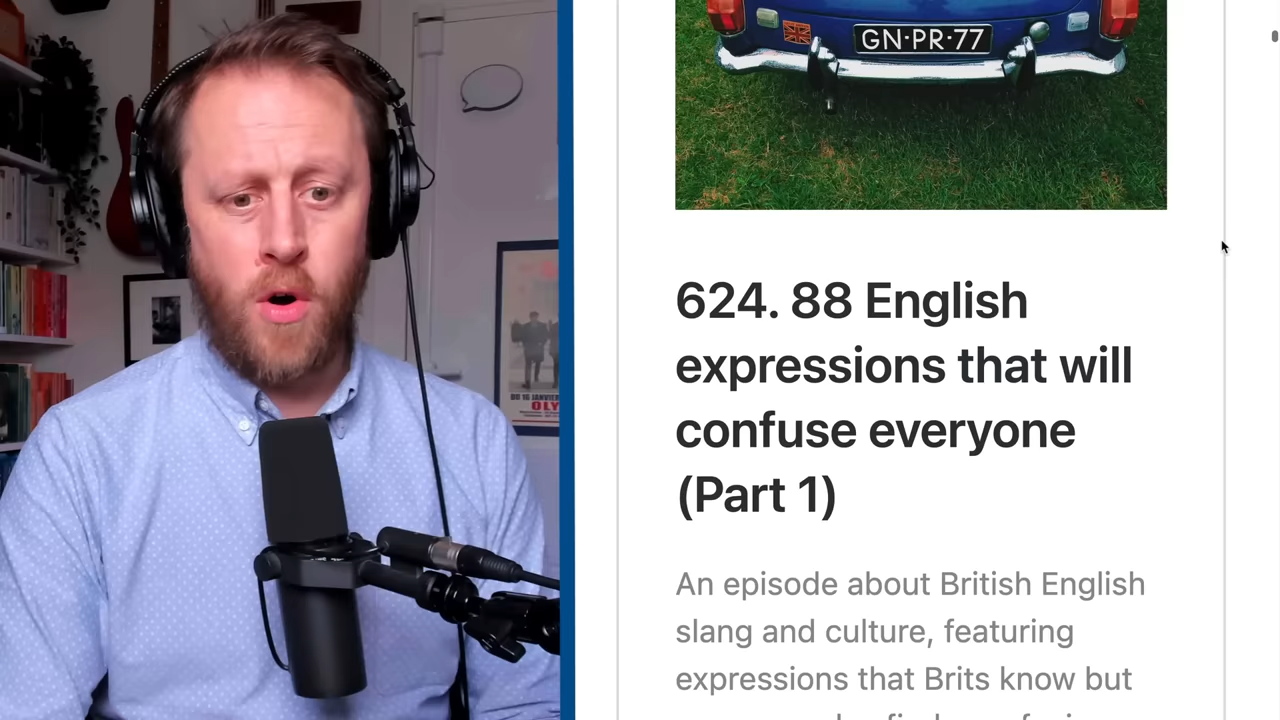 GN·PR·77
624. 88 English
expressions that will
confuse everyone
(Part 1)
An episode about British English
slang and culture, featuring
expressions that Brits know but
OLY